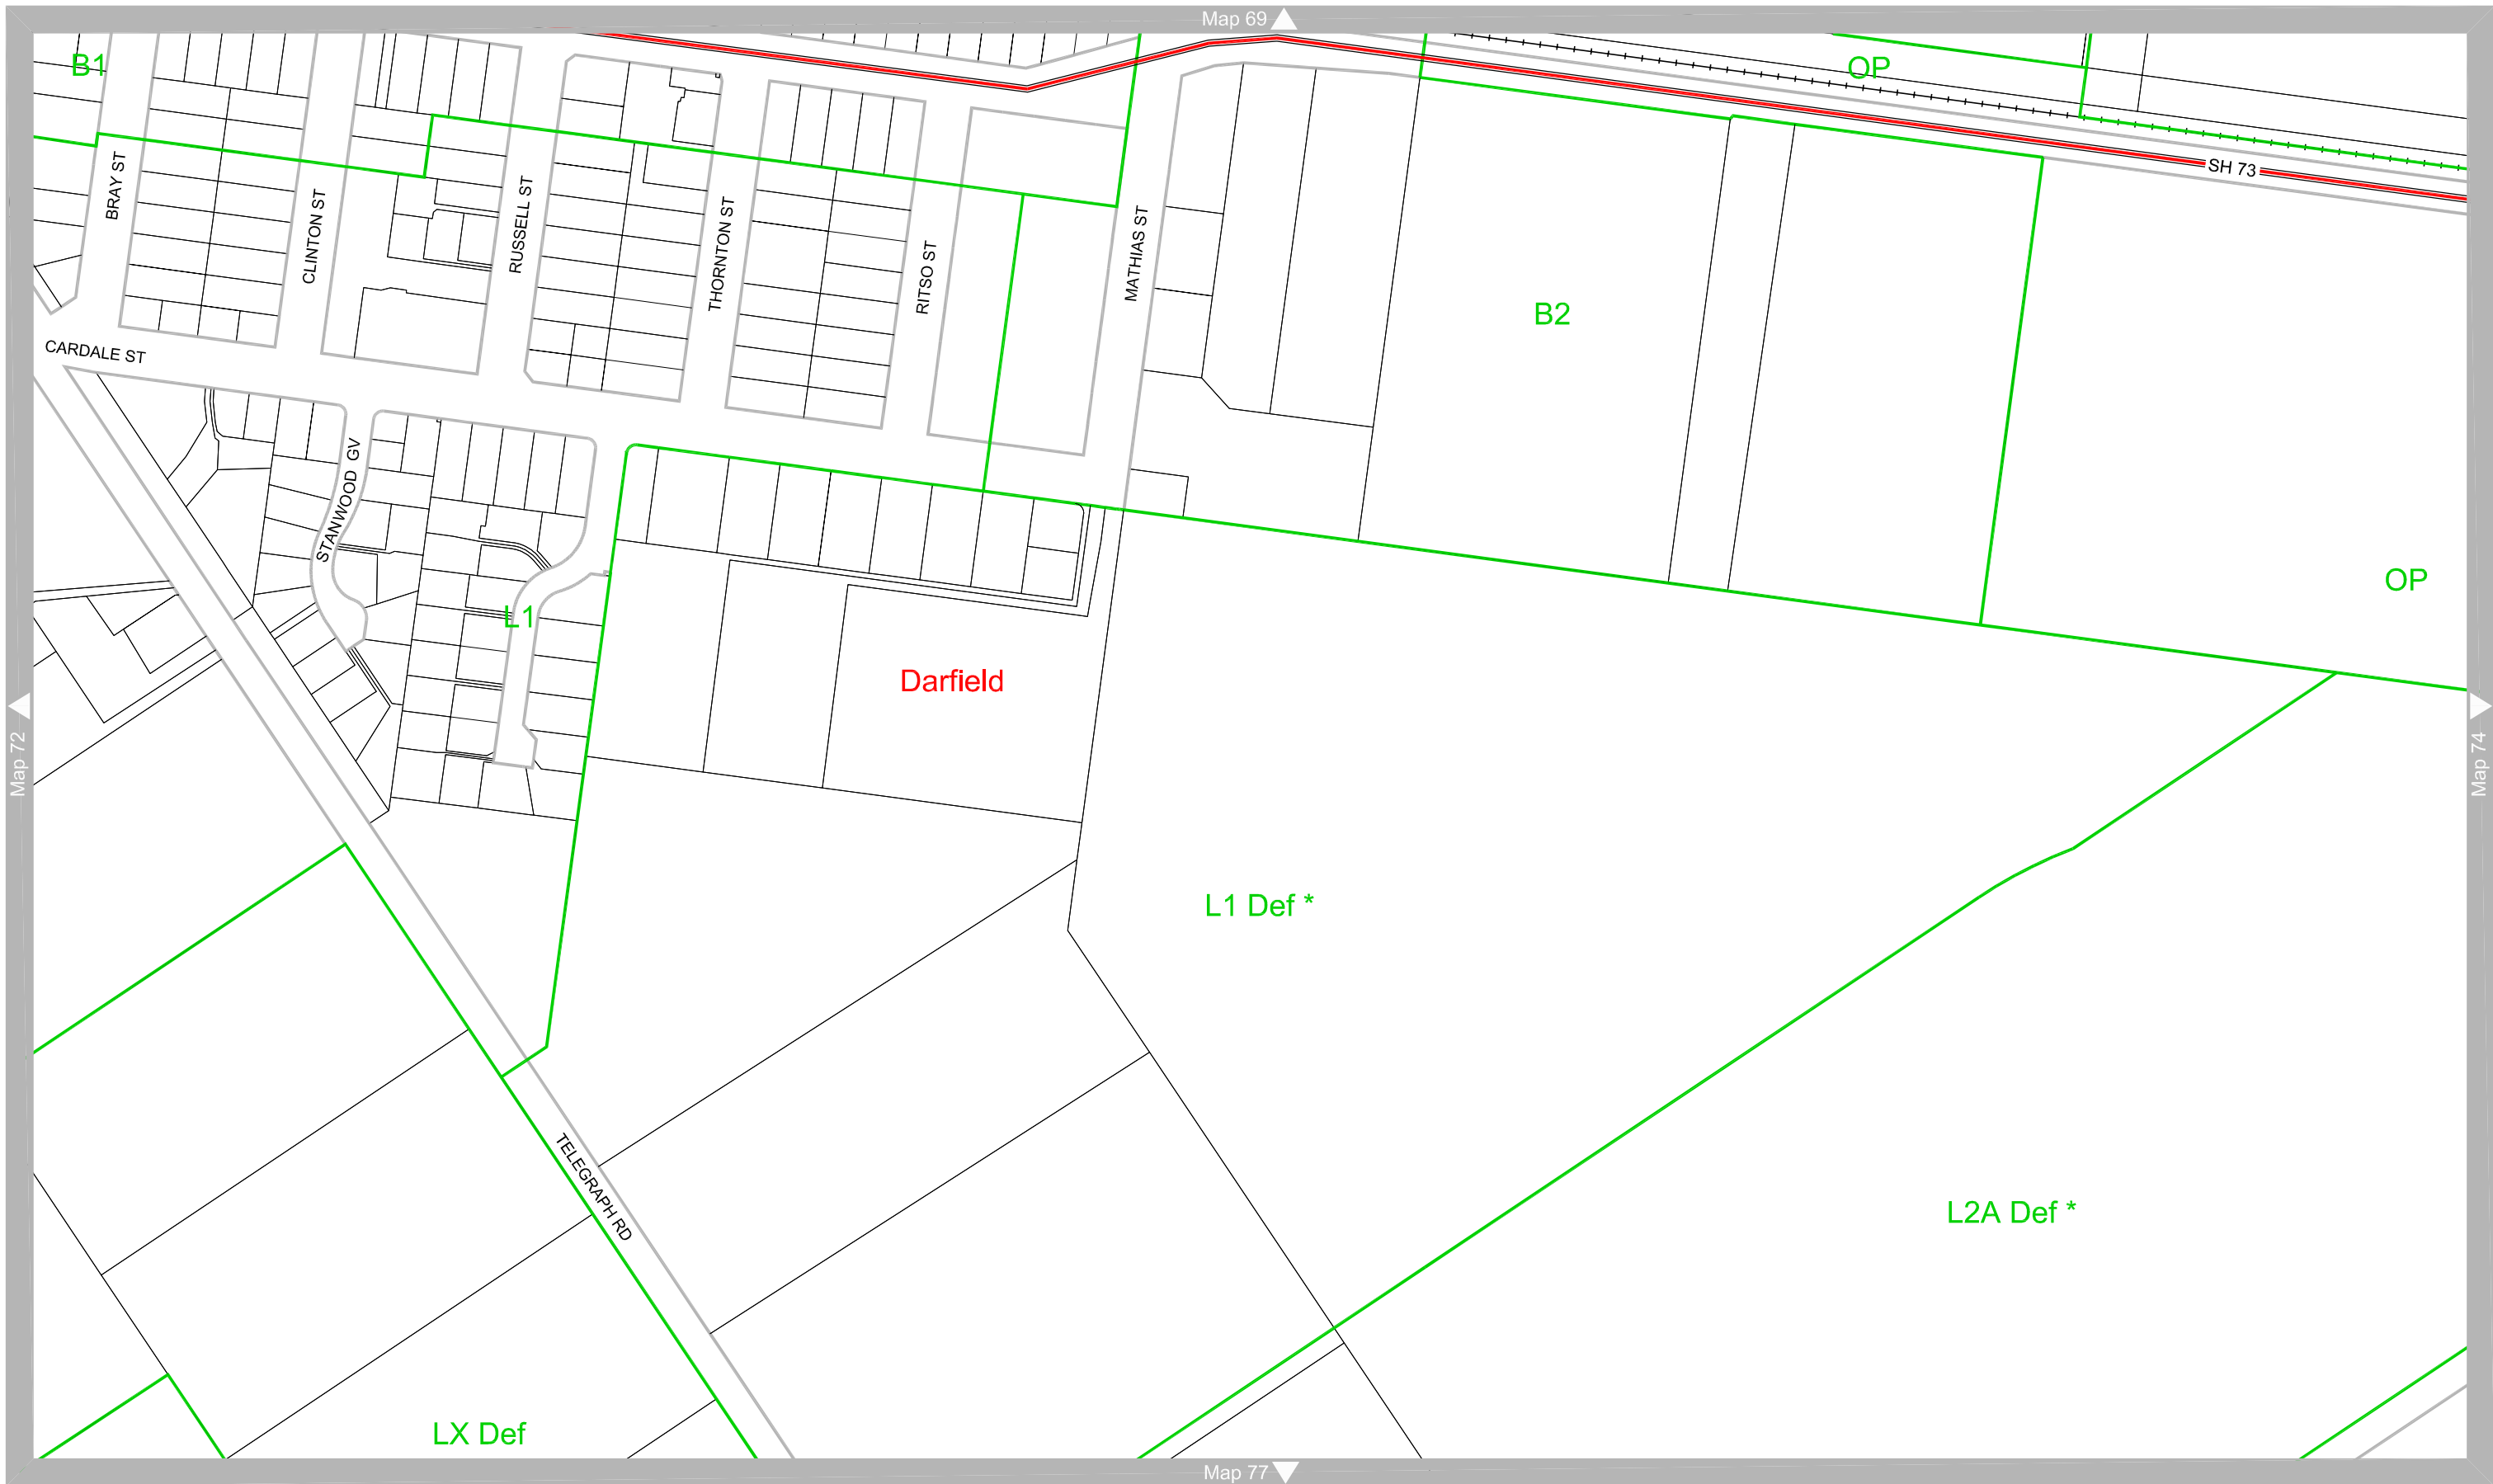 Map 69
B1
OP
SH 73
BRAY ST
CLINTON ST
RUSSELL ST
THORNTON ST
RITSO ST
MATHIAS ST
B2
CARDALE ST
STANWOOD GV
OP
L1
Darfield
Map 72
Map 74
L1 Def *
TELEGRAPH RD
L2A Def *
LX Def
Map 77